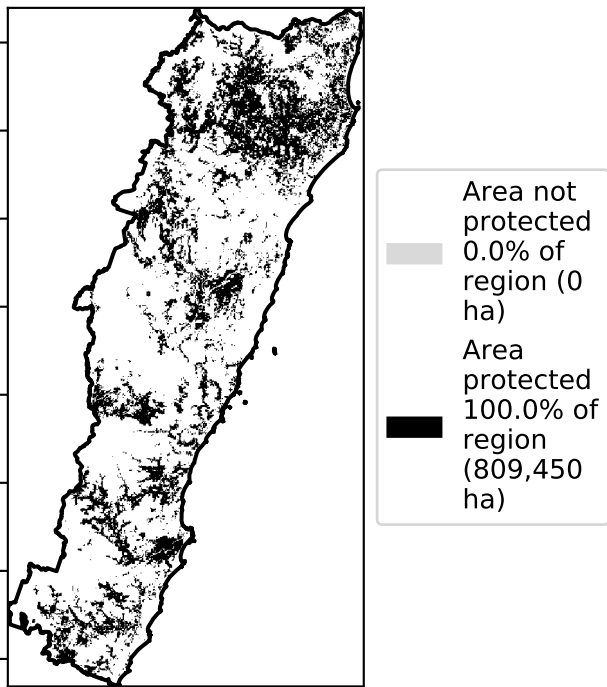 Area not
protected
0.0% of
region (0
ha)
Area
protected
100.0% of
region
(809,450
ha)